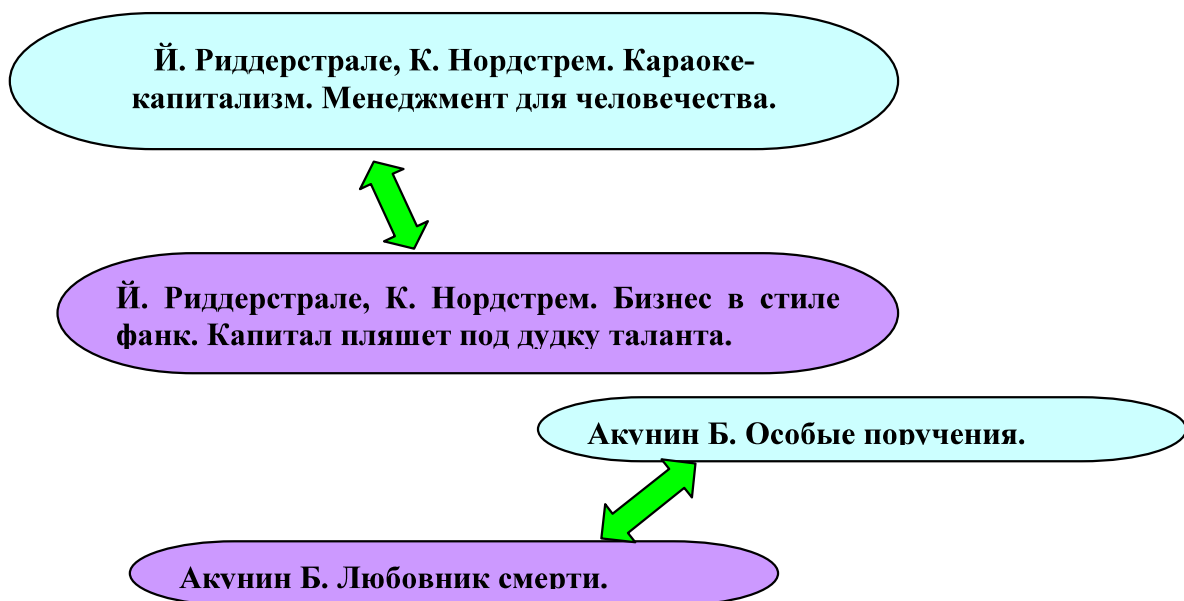 Й. Риддерстрале, К. Нордстрем. Караоке-
капитализм. Менеджмент для человечества.
Й. Риддерстрале, К. Нордстрем. Бизнес в стиле
фанк. Капитал пляшет под дудку таланта.
Акунин Б. Особые поручения.
Акунин Б. Любовник смерти.